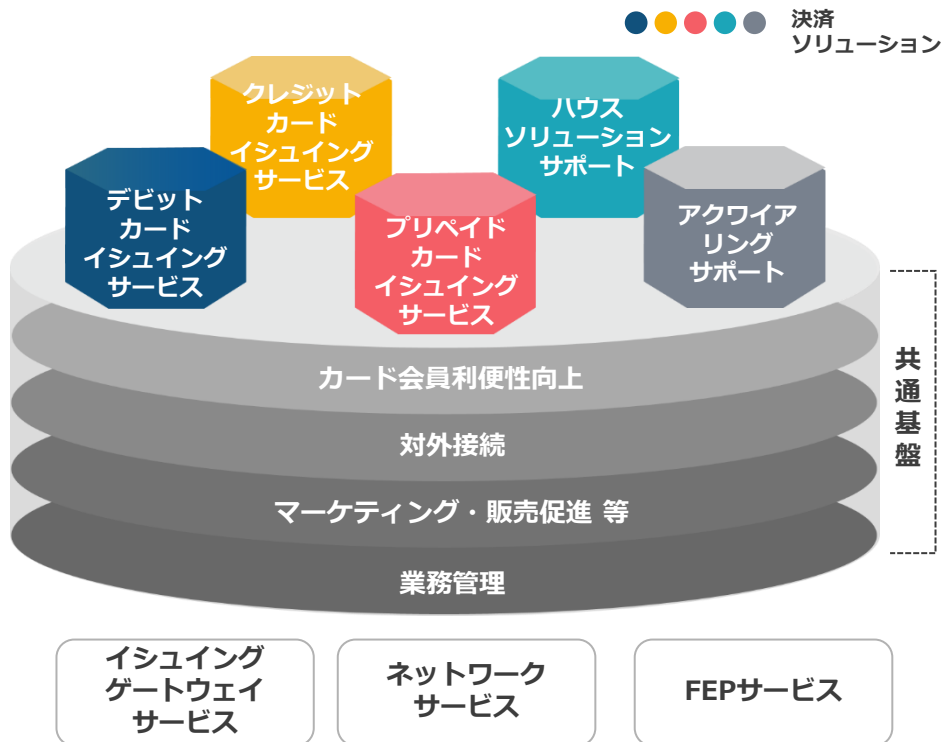 決済
ソリューション
クレジット
カード
イシュイング
サービス
ハウス
ソリューション
サポート
デビット
カード
イシュイング
サービス
プリペイド
カード
イシュイング
サービス
アクワイア
リング
サポート
カード会員利便性向上
対外接続
マーケティング・販売促進 等
業務管理
共
通
基
盤
イシュイング
ゲートウェイ
サービス
ネットワーク
サービス
FEPサービス